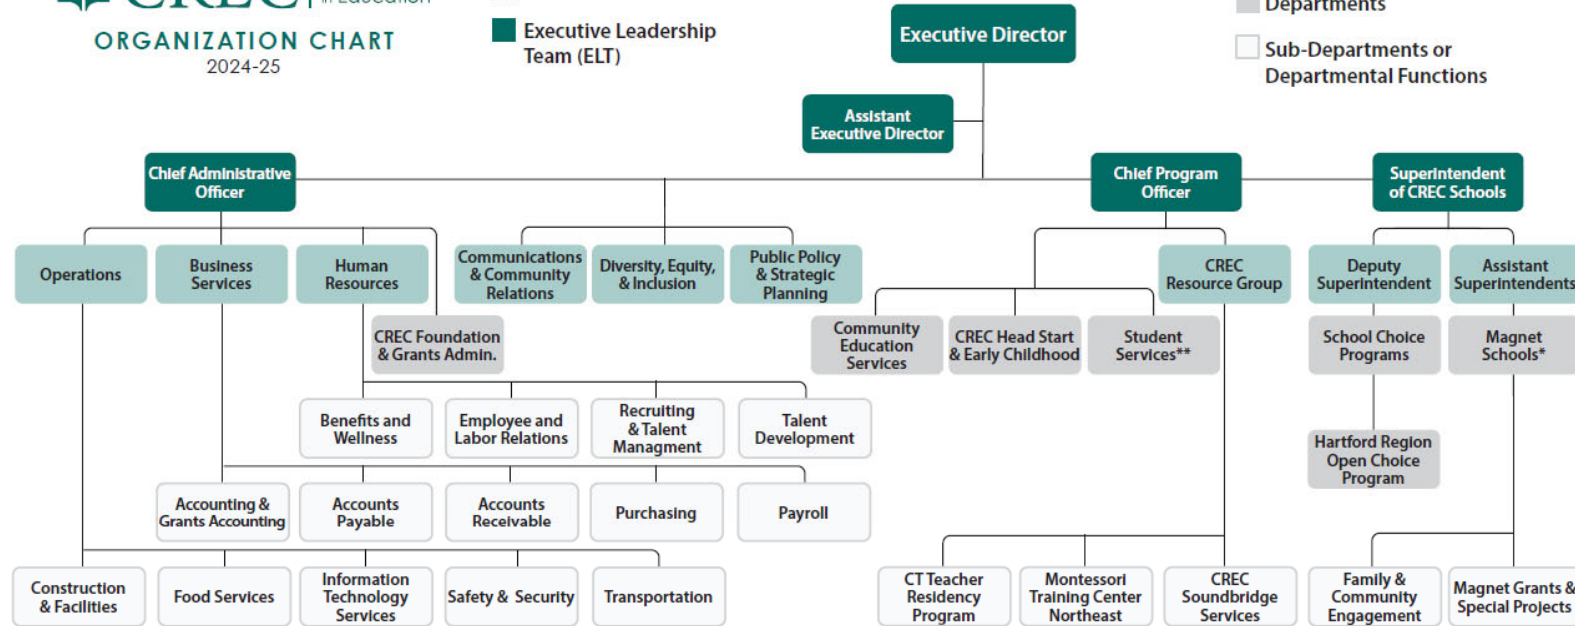 CREC
in Education
ORGANIZATION CHART
2024-25
Executive Leadership
Team (ELT)
Departments
Sub-Departments or
Departmental Functions
Executive Director
Assistant
Executive Director
Chief Administrative
Officer
Chief Program
Officer
Superintendent
of CREC Schools
Operations
Business
Services
Human
Resources
Communications
& Community
Relations
Diversity, Equity,
& Inclusion
Public Policy
& Strategic
Planning
CREC
Resource Group
Deputy
Superintendent
Assistant
Superintendents
CREC Foundation
& Grants Admin.
Community
Education
Services
CREC Head Start
& Early Childhood
Student
Services**
School Choice
Programs
Magnet
Schools*
Benefits and
Wellness
Employee and
Labor Relations
Recruiting
& Talent
Managment
Talent
Development
Hartford Region
Open Choice
Program
Accounting &
Grants Accounting
Accounts
Payable
Accounts
Receivable
Purchasing
Payroll
Construction
& Facilities
Food Services
Information
Technology
Services
Safety & Security
Transportation
CT Teacher
Residency
Program
Montessori
Training Center
Northeast
CREC
Soundbridge
Services
Family &
Community
Engagement
Magnet Grants &
Special Projects